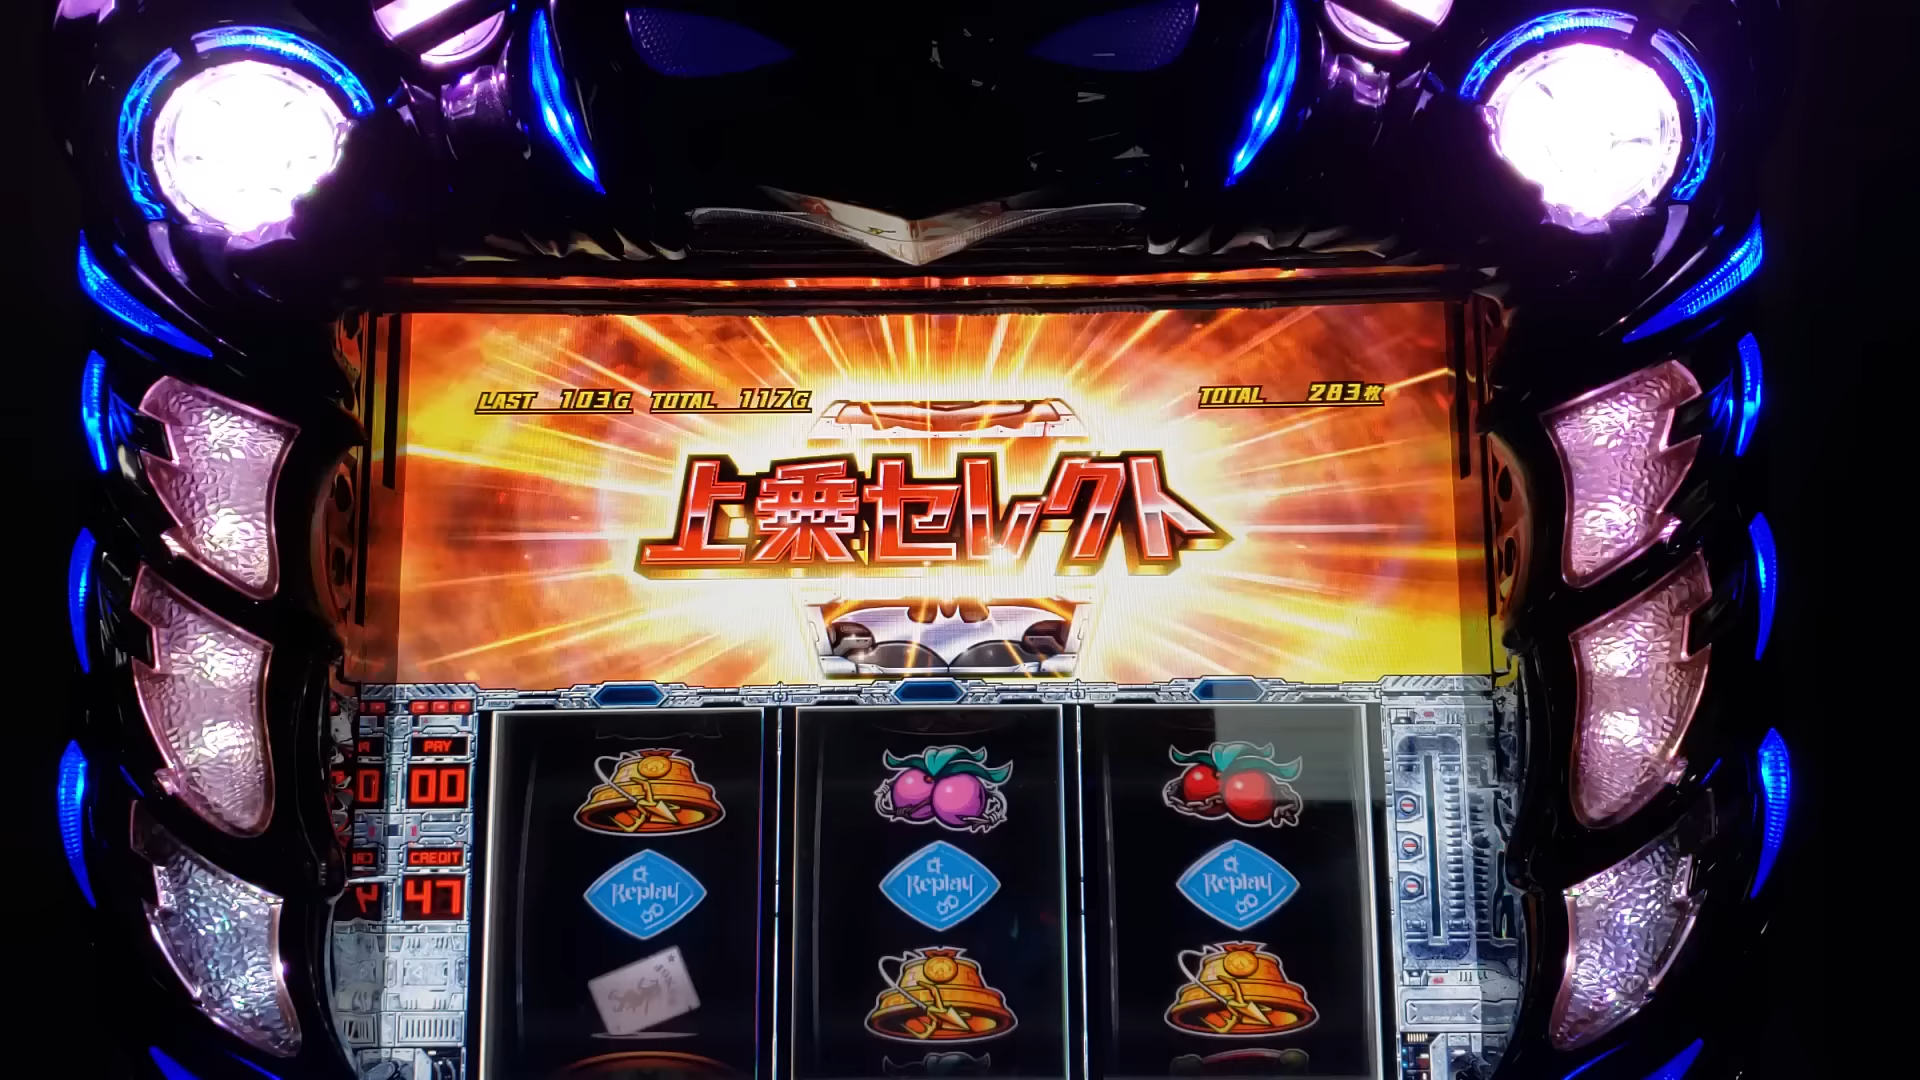 LAST 103G TOTAL 117G
TOTAL 283枚
上乗セレクト
PAY
00
CREDIT
47
Replay
Replay
Replay